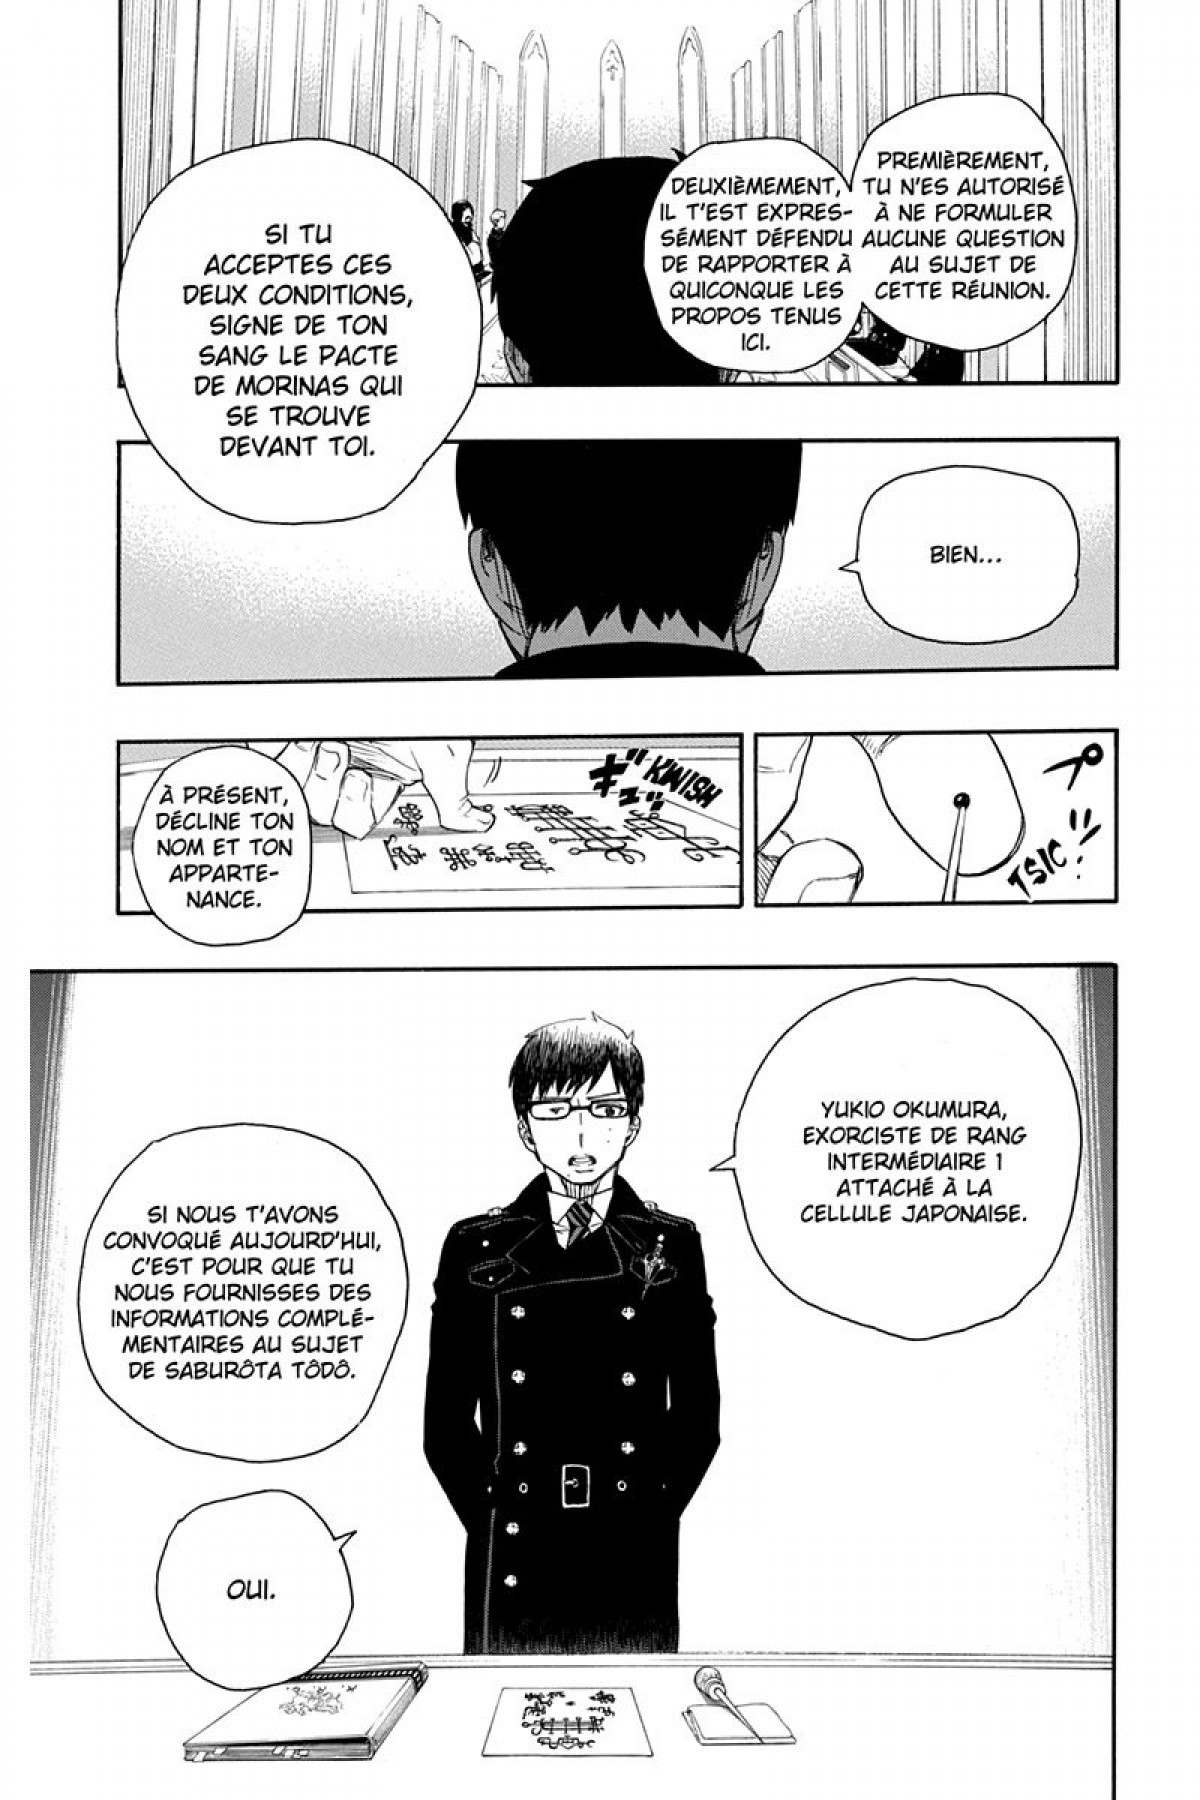 PREMIÈREMENT,
TU N'ES AUTORISÉ
À NE FORMULER
AUCUNE QUESTION
AU SUJET DE
CETTE RÉUNION.
DEUXIÈMEMENT,
IL T'EST EXPRES-
SÉMENT DÉFENDU
DE RAPPORTER À
QUICONQUE LES
PROPOS TENUS
ICI.
SI TU
ACCEPTES CES
DEUX CONDITIONS,
SIGNE DE TON
SANG LE PACTE
DE MORINAS QUI
SE TROUVE
DEVANT TOI.
BIEN...
TSIC!
ギュ
KWISH
À PRÉSENT,
DÉCLINE TON
NOM ET TON
APPARTE-
NANCE.
YUKIO OKUMURA,
EXORCISTE DE RANG
INTERMÉDIAIRE 1
ATTACHÉ À LA
CELLULE JAPONAISE.
SI NOUS T'AVONS
CONVOQUÉ AUJOURD'HUI,
C'EST POUR QUE TU
NOUS FOURNISSES DES
INFORMATIONS COMPLÉ-
MENTAIRES AU SUJET
DE SABURÔTA TÔDÔ.
OUI.